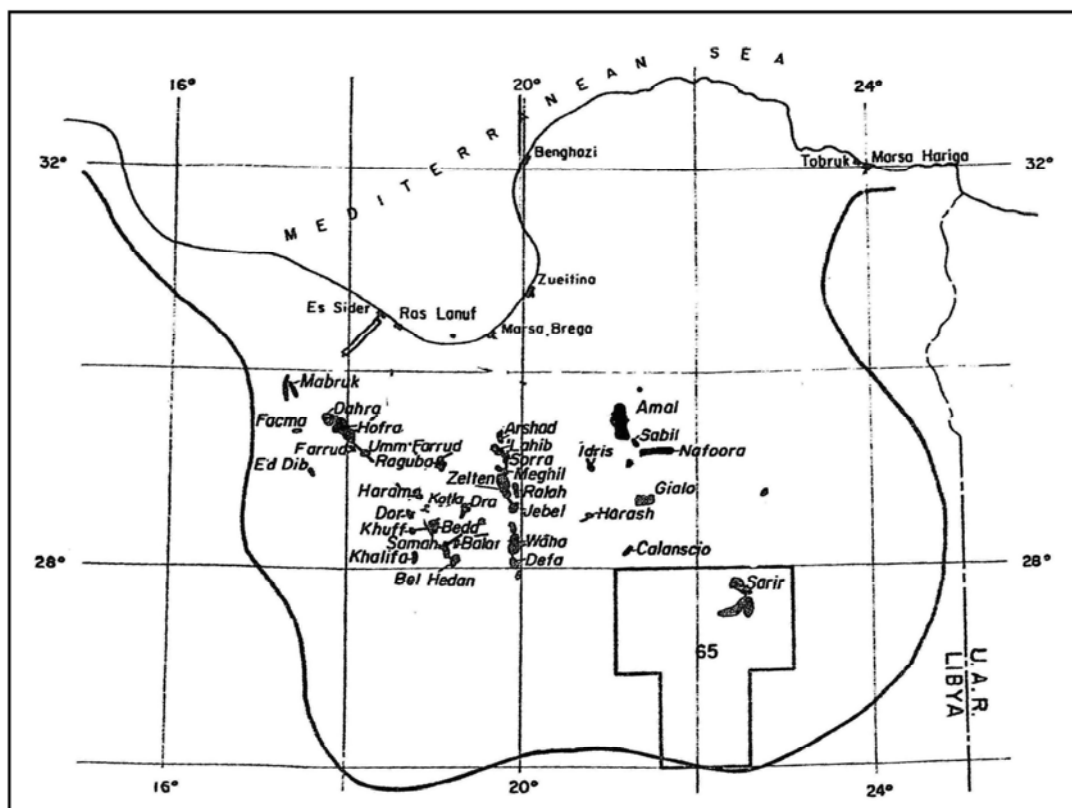 MEDITERRANEAN SEA
16°
20°
24°
32°
Benghazi
Tobruk
Marsa Hariga
32°
Zueitina
Es Sider
Ras Lanuf
Marsa Brega
Mabruk
Dahra
Amal
Facma
Hofra
Arshad
Sabil
Farrud
Umm Farrud
Lahib
Idris
Nafoora
Ed Dib
Raguba
Sorra
Zelten
Meghil
Harama
Kotla
Dra
Ralah
Gialo
Dor
Jebel
Harash
Khuff
Beda
Samah
Balat
Waha
Calanscio
Khalifa
Defa
28°
Bel Hedan
28°
Sarir
65
U.A.R.
LIBYA
16°
20°
24°